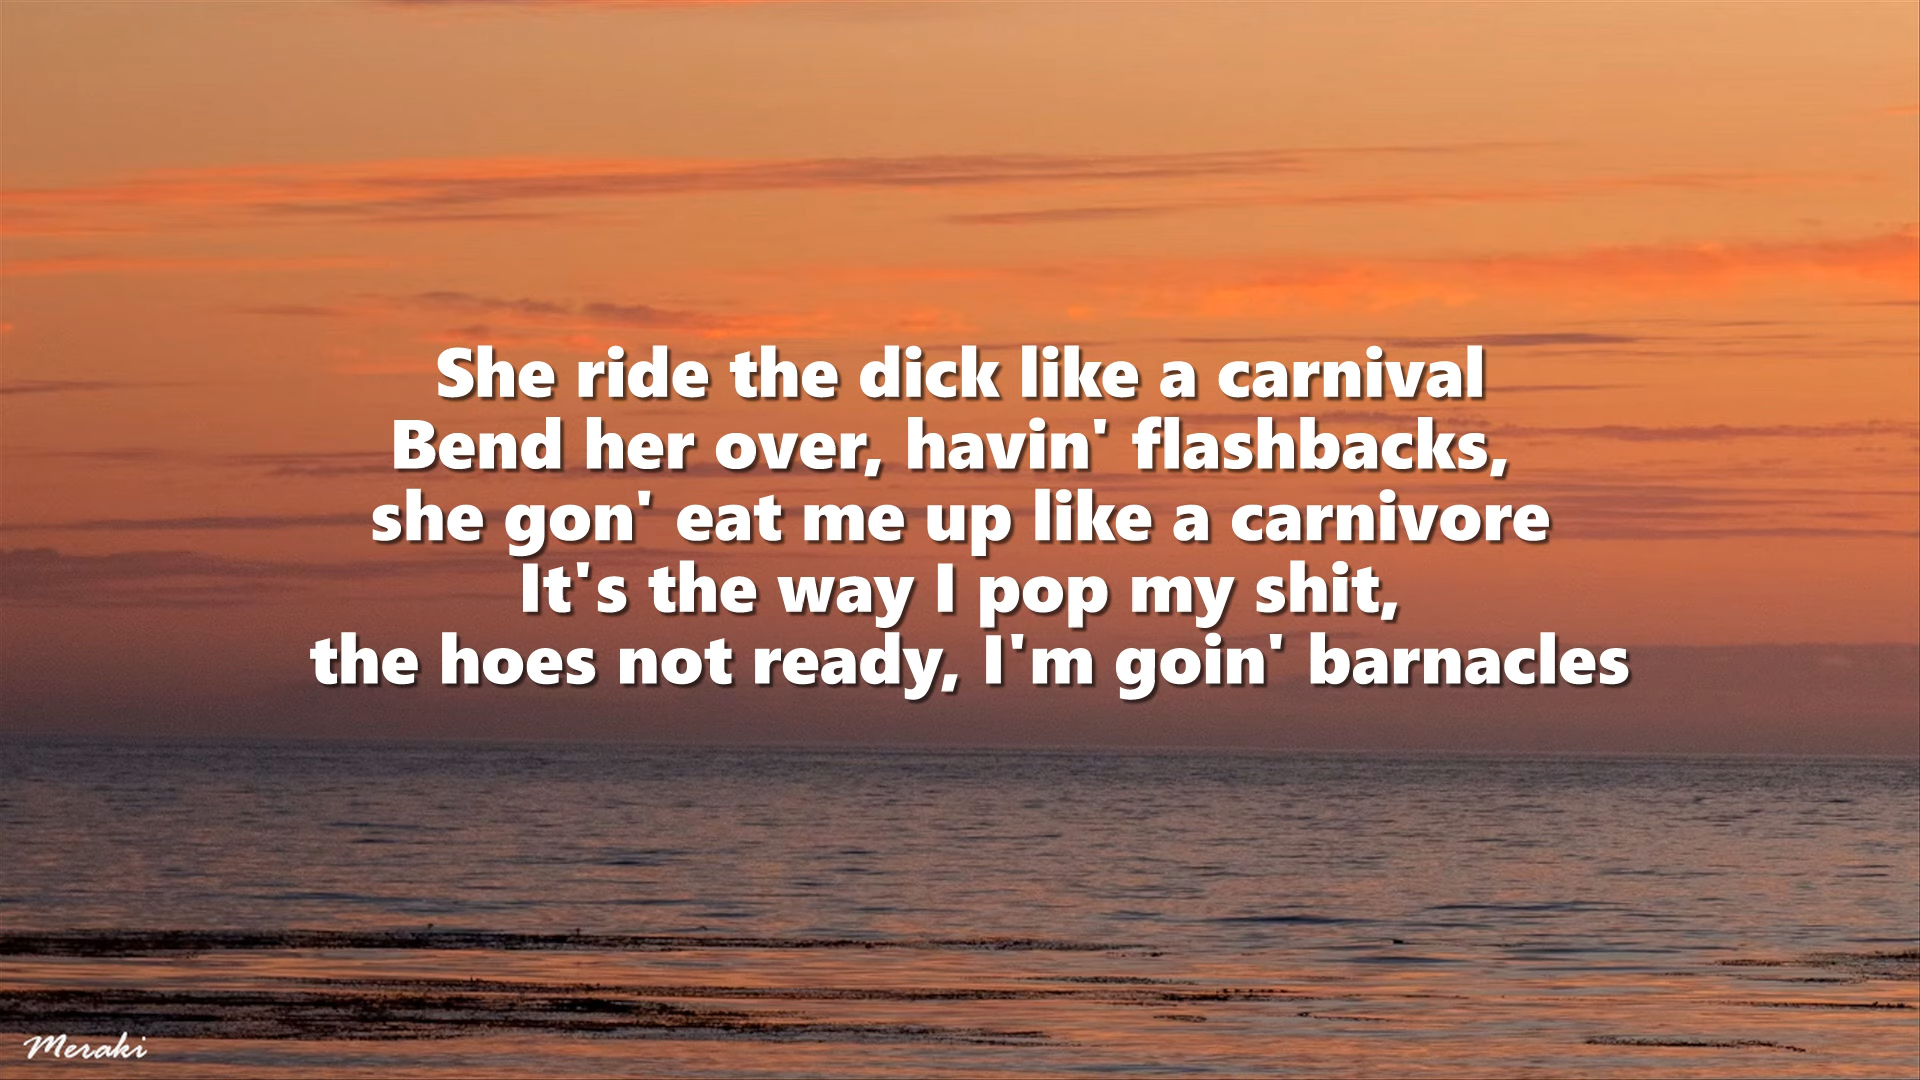 She ride the dick like a carnival
Bend her over, havin' flashbacks,
she gon' eat me up like a carnivore
It's the way I pop my shit,
the hoes not ready, I'm goin' barnacles
Meraki